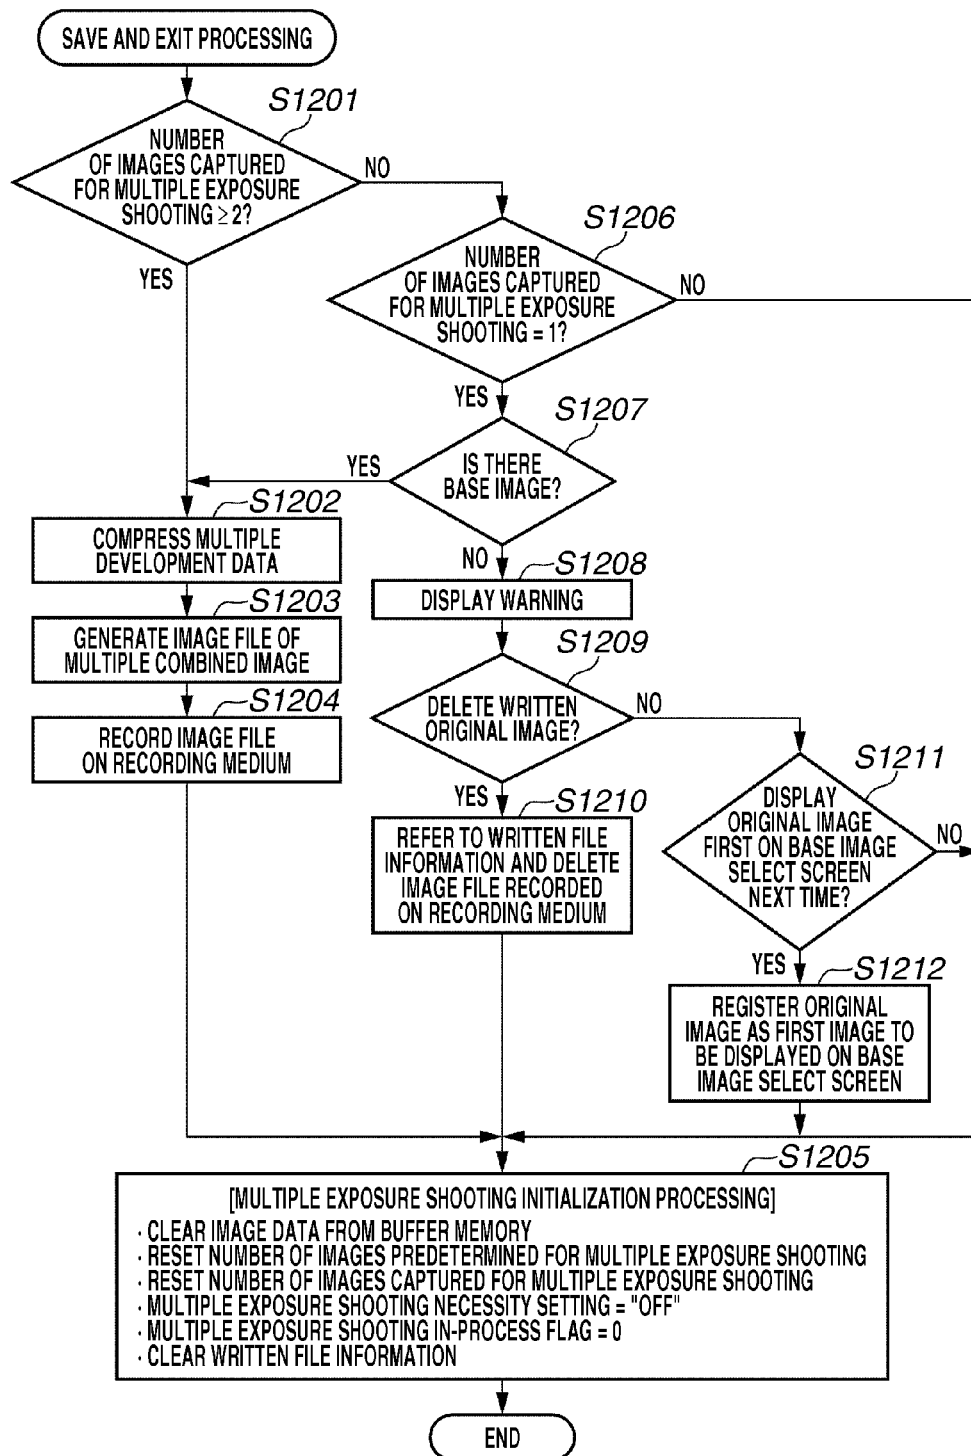 SAVE AND EXIT PROCESSING
S1201
NUMBER
OF IMAGES CAPTURED
FOR MULTIPLE EXPOSURE
SHOOTING ≥ 2?
NO
YES
S1206
NUMBER
OF IMAGES CAPTURED
FOR MULTIPLE EXPOSURE
SHOOTING = 1?
NO
YES
S1207
IS THERE
BASE IMAGE?
YES
NO
S1202
COMPRESS MULTIPLE
DEVELOPMENT DATA
S1203
GENERATE IMAGE FILE OF
MULTIPLE COMBINED IMAGE
S1204
RECORD IMAGE FILE
ON RECORDING MEDIUM
S1208
DISPLAY WARNING
S1209
DELETE WRITTEN
ORIGINAL IMAGE?
NO
YES
S1210
REFER TO WRITTEN FILE
INFORMATION AND DELETE
IMAGE FILE RECORDED
ON RECORDING MEDIUM
S1211
DISPLAY
ORIGINAL IMAGE
FIRST ON BASE IMAGE
SELECT SCREEN
NEXT TIME?
NO
YES
S1212
REGISTER ORIGINAL
IMAGE AS FIRST IMAGE TO
BE DISPLAYED ON BASE
IMAGE SELECT SCREEN
S1205
[MULTIPLE EXPOSURE SHOOTING INITIALIZATION PROCESSING]
· CLEAR IMAGE DATA FROM BUFFER MEMORY
· RESET NUMBER OF IMAGES PREDETERMINED FOR MULTIPLE EXPOSURE SHOOTING
· RESET NUMBER OF IMAGES CAPTURED FOR MULTIPLE EXPOSURE SHOOTING
· MULTIPLE EXPOSURE SHOOTING NECESSITY SETTING = "OFF"
· MULTIPLE EXPOSURE SHOOTING IN-PROCESS FLAG = 0
· CLEAR WRITTEN FILE INFORMATION
END